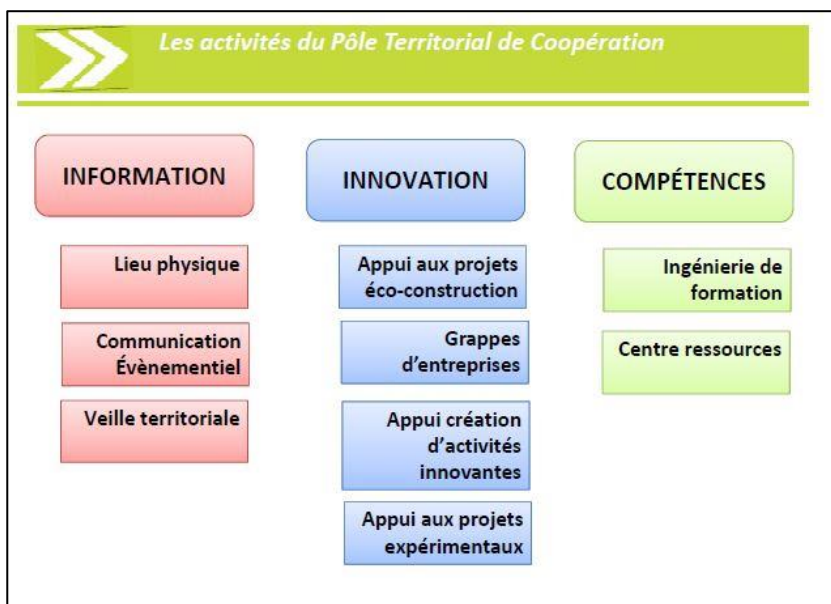 Les activités du Pôle Territorial de Coopération
INFORMATION
Lieu physique
Communication
Évènementiel
Veille territoriale
INNOVATION
Appui aux projets
éco-construction
Grappes
d'entreprises
Appui création
d'activités
innovantes
Appui aux projets
expérimentaux
COMPÉTENCES
Ingénierie de
formation
Centre ressources